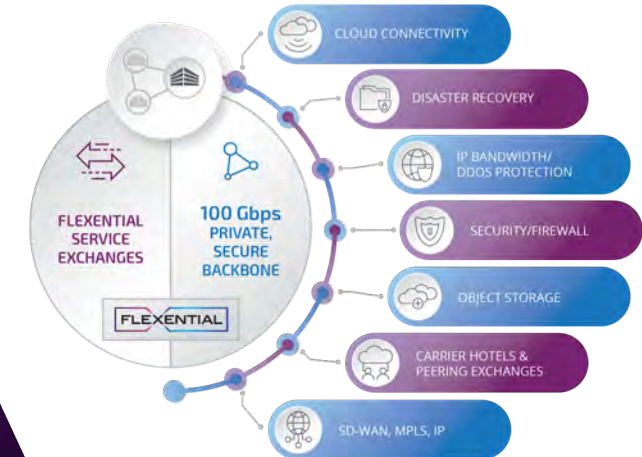 CLOUD CONNECTIVITY
DISASTER RECOVERY
IP BANDWIDTH/
DDOS PROTECTION
SECURITY/FIREWALL
OBJECT STORAGE
CARRIER HOTELS &
PEERING EXCHANGES
SD-WAN, MPLS, IP
FLEXENTIAL
SERVICE
EXCHANGES
100 Gbps
PRIVATE,
SECURE
BACKBONE
FLEXENTIAL